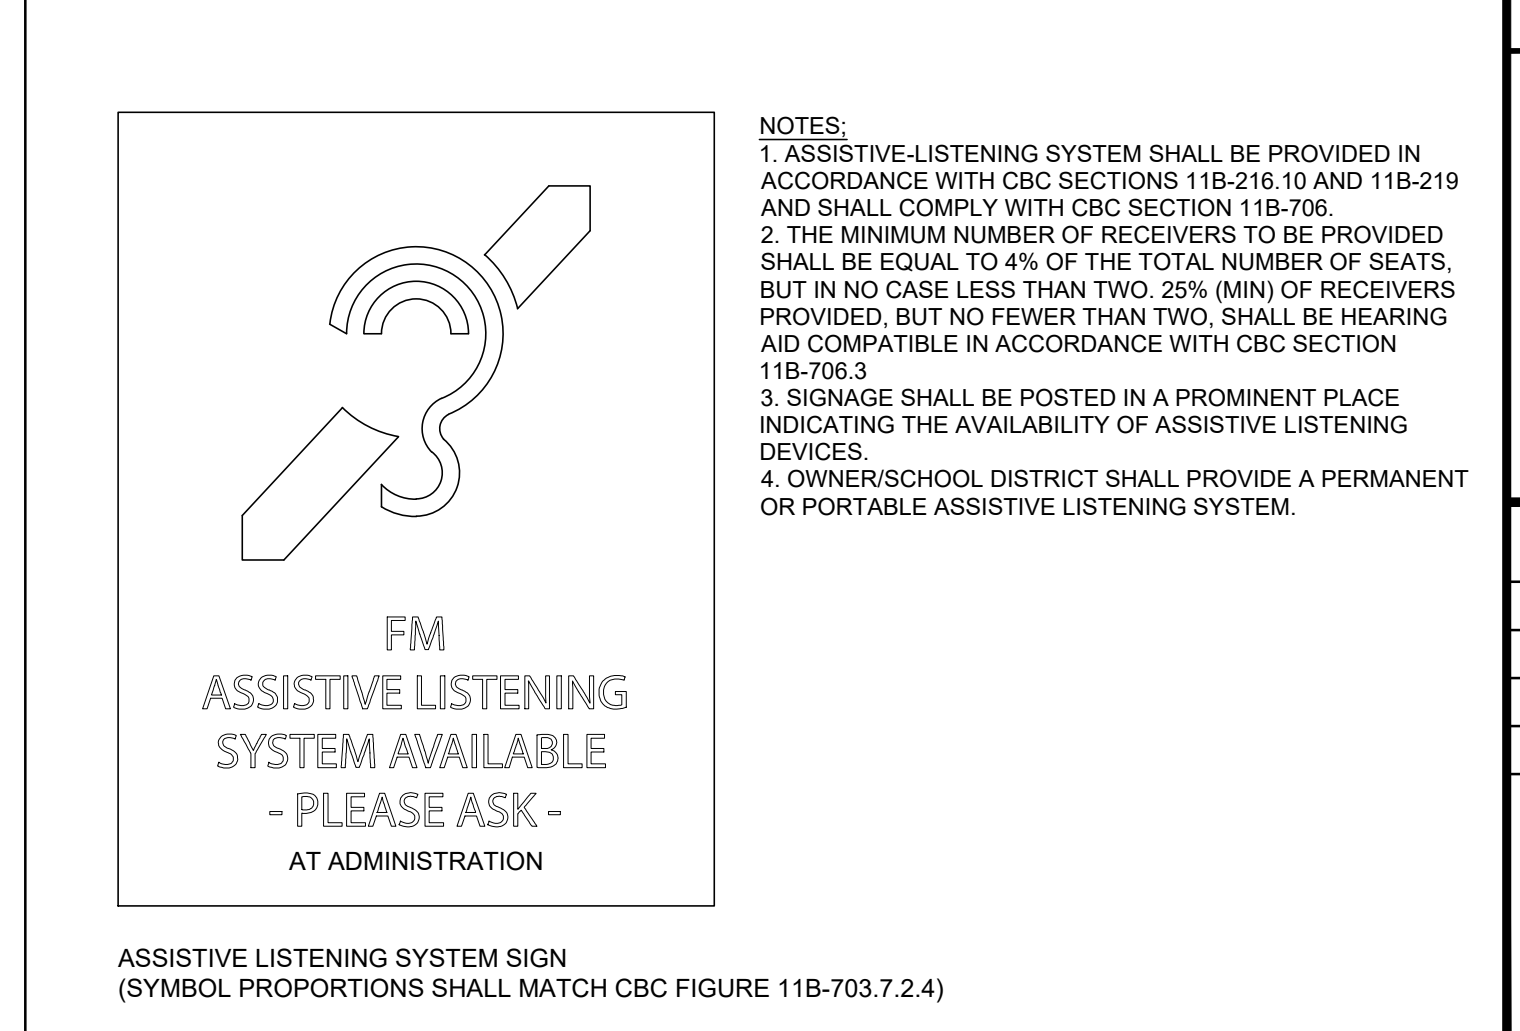 FM
ASSISTIVE LISTENING
SYSTEM AVAILABLE
- PLEASE ASK -
AT ADMINISTRATION
ASSISTIVE LISTENING SYSTEM SIGN
(SYMBOL PROPORTIONS SHALL MATCH CBC FIGURE 11B-703.7.2.4)
NOTES;
1. ASSISTIVE-LISTENING SYSTEM SHALL BE PROVIDED IN
ACCORDANCE WITH CBC SECTIONS 11B-216.10 AND 11B-219
AND SHALL COMPLY WITH CBC SECTION 11B-706.
2. THE MINIMUM NUMBER OF RECEIVERS TO BE PROVIDED
SHALL BE EQUAL TO 4% OF THE TOTAL NUMBER OF SEATS,
BUT IN NO CASE LESS THAN TWO. 25% (MIN) OF RECEIVERS
PROVIDED, BUT NO FEWER THAN TWO, SHALL BE HEARING
AID COMPATIBLE IN ACCORDANCE WITH CBC SECTION
11B-706.3
3. SIGNAGE SHALL BE POSTED IN A PROMINENT PLACE
INDICATING THE AVAILABILITY OF ASSISTIVE LISTENING
DEVICES.
4. OWNER/SCHOOL DISTRICT SHALL PROVIDE A PERMANENT
OR PORTABLE ASSISTIVE LISTENING SYSTEM.